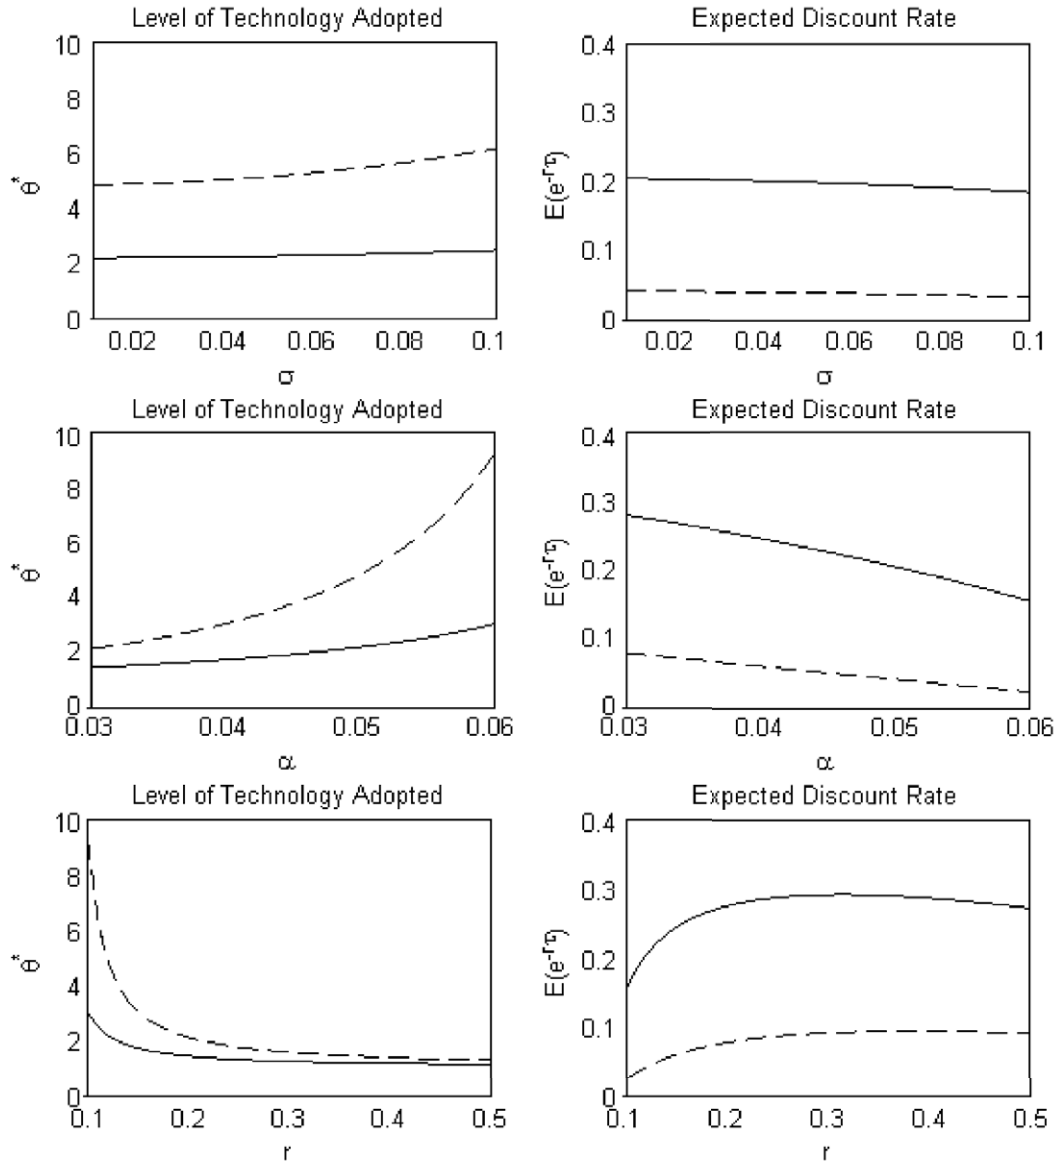 Level of Technology Adopted
Expected Discount Rate
10
8
6
4
2
0
θ*
0.02 0.04 0.06 0.08 0.1
σ
0.4
0.3
0.2
0.1
0
E(e^-rτ)
0.02 0.04 0.06 0.08 0.1
σ
Level of Technology Adopted
Expected Discount Rate
10
8
6
4
2
0
θ*
0.03 0.04 0.05 0.06
α
0.4
0.3
0.2
0.1
0
E(e^-rτ)
0.03 0.04 0.05 0.06
α
Level of Technology Adopted
Expected Discount Rate
10
8
6
4
2
0
θ*
0.1 0.2 0.3 0.4 0.5
r
0.4
0.3
0.2
0.1
0
E(e^-rτ)
0.1 0.2 0.3 0.4 0.5
r